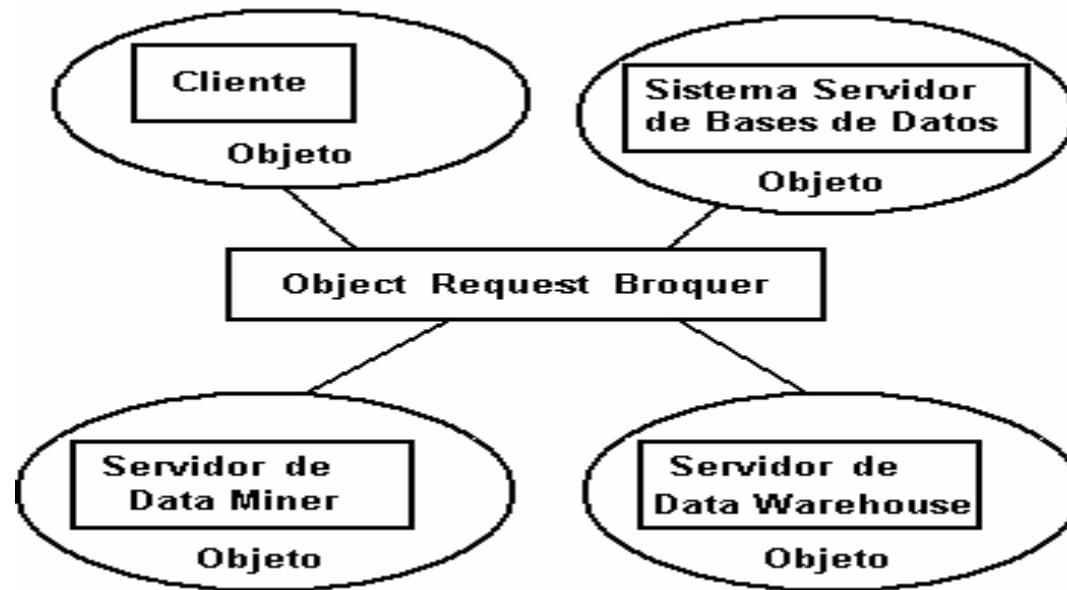 Cliente
Objeto
Sistema Servidor
de Bases de Datos
Objeto
Object Request Broquer
Servidor de
Data Miner
Objeto
Servidor de
Data Warehouse
Objeto